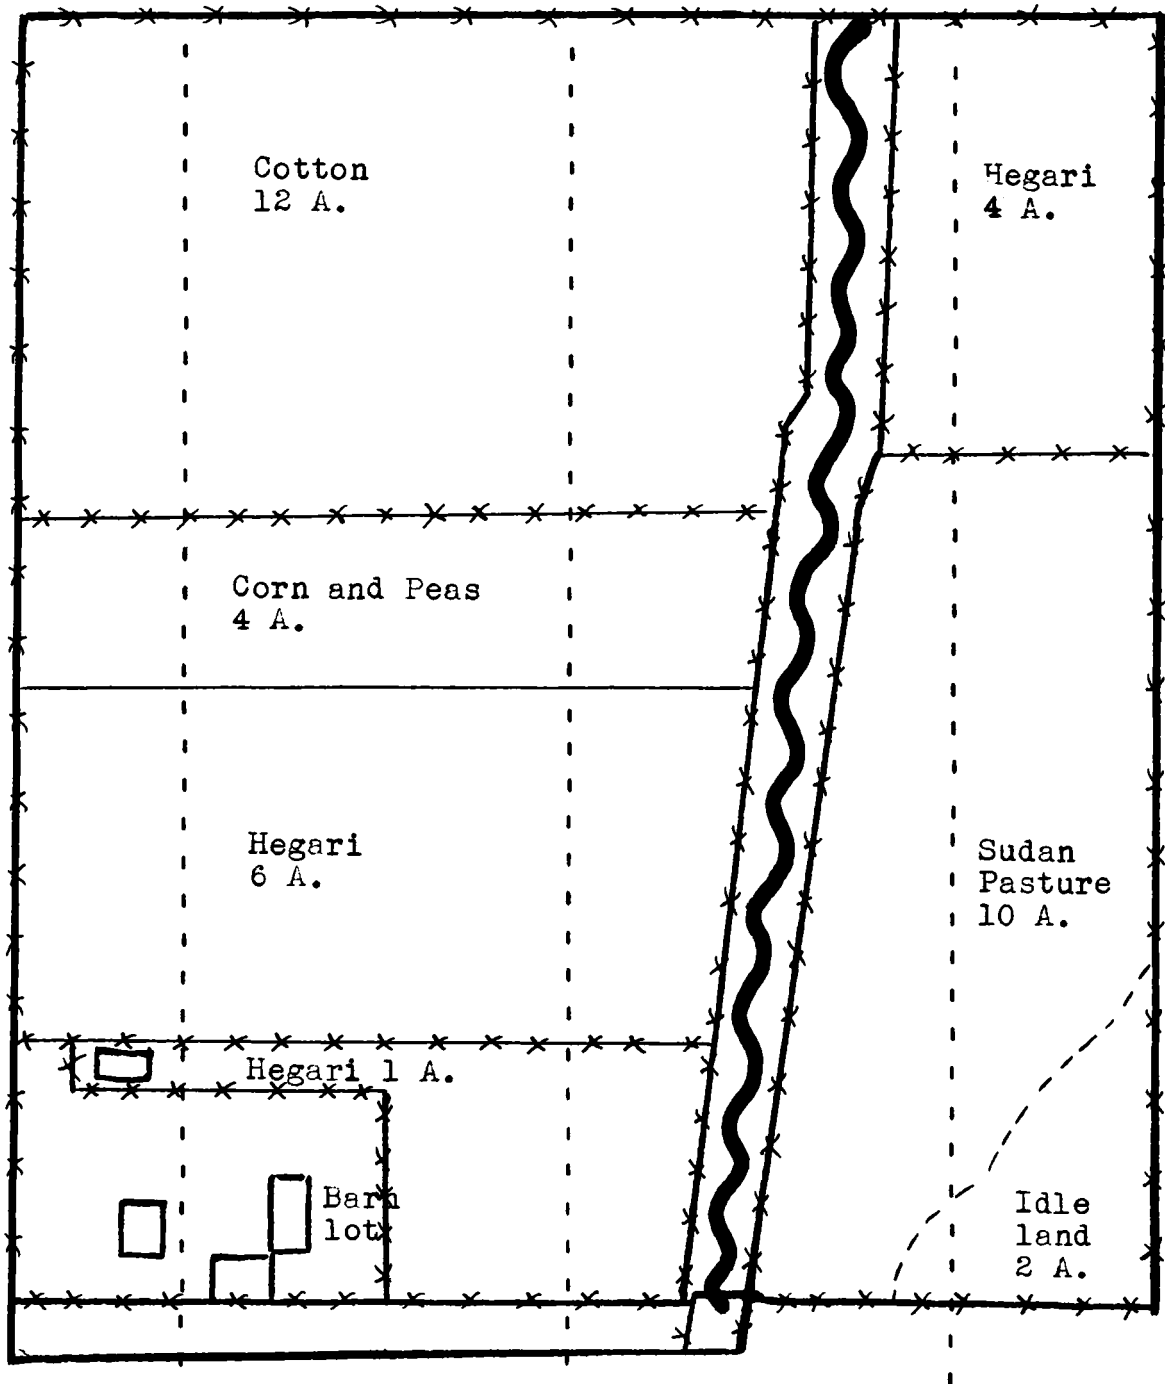 Cotton
12 A.
Hegari
4 A.
Corn and Peas
4 A.
Hegari
6 A.
Sudan
Pasture
10 A.
Hegari 1 A.
Barn
lot
Idle
land
2 A.